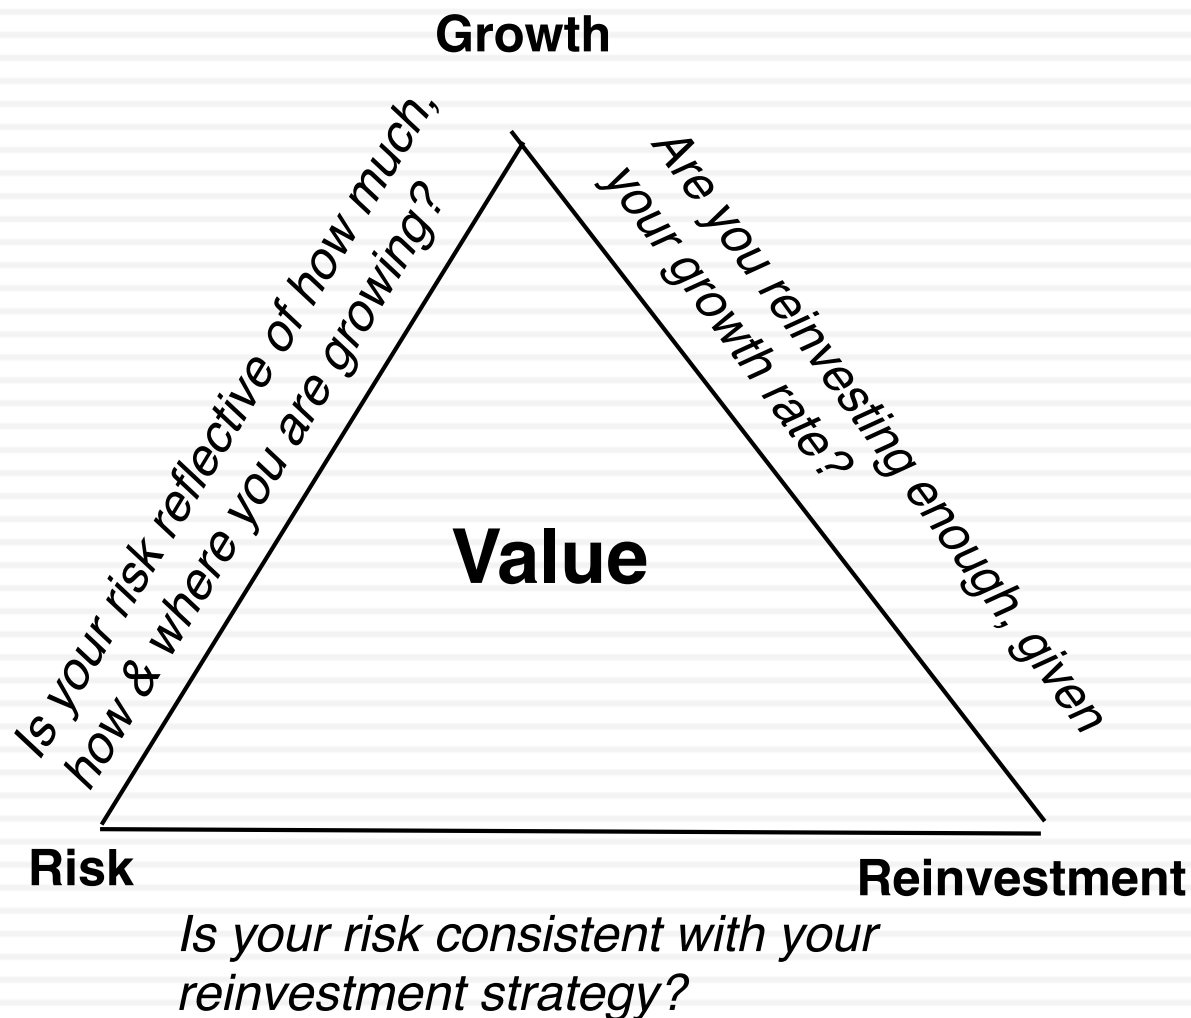 Growth
Is your risk reflective of how much,
how & where you are growing?
Are you reinvesting enough, given
your growth rate?
Value
Risk
Reinvestment
Is your risk consistent with your
reinvestment strategy?